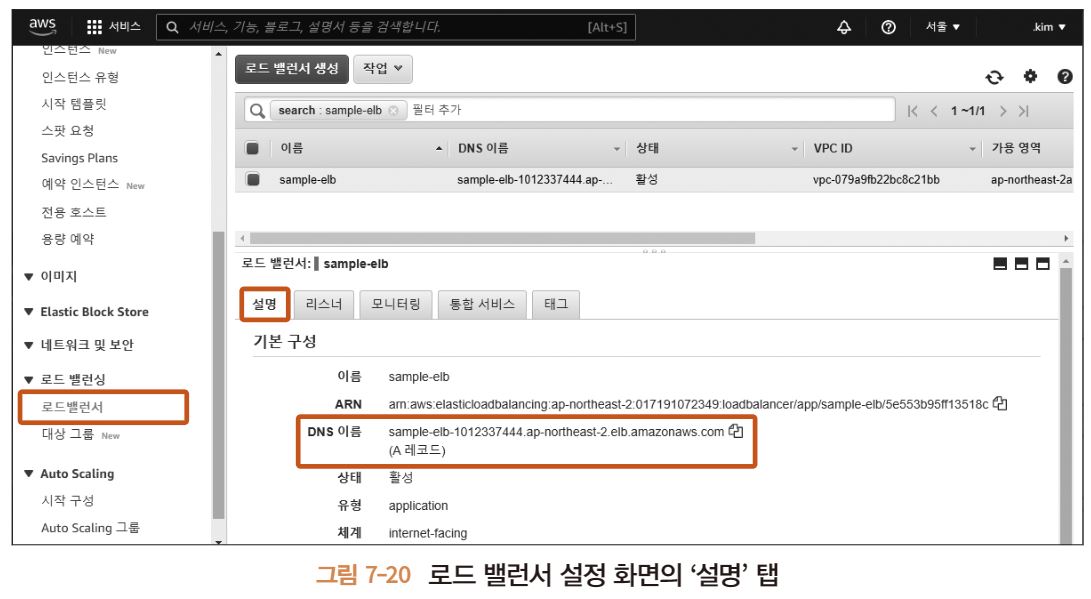 aws 서비스 서비스, 기능, 블로그, 설명서 등을 검색합니다. [Alt+S] 서울 ▼ .kim ▼
인스턴스 New
인스턴스 유형
시작 템플릿
스팟 요청
Savings Plans
예약 인스턴스 New
전용 호스트
용량 예약
▼ 이미지
▼ Elastic Block Store
▼ 네트워크 및 보안
▼ 로드 밸런싱
로드밸런서
대상 그룹 New
▼ Auto Scaling
시작 구성
Auto Scaling 그룹
로드 밸런서 생성 작업
search : sample-elb 필터 추가 1 ~1/1
이름 DNS 이름 상태 VPC ID 가용 영역
sample-elb sample-elb-1012337444.ap-... 활성 vpc-079a9fb22bc8c21bb ap-northeast-2a
로드 밸런서: sample-elb
설명 리스너 모니터링 통합 서비스 태그
기본 구성
이름 sample-elb
ARN arn:aws:elasticloadbalancing:ap-northeast-2:017191072349:loadbalancer/app/sample-elb/5e553b95ff13518c
DNS 이름 sample-elb-1012337444.ap-northeast-2.elb.amazonaws.com
(A 레코드)
상태 활성
유형 application
체계 internet-facing
그림 7-20 로드 밸런서 설정 화면의 ‘설명’ 탭